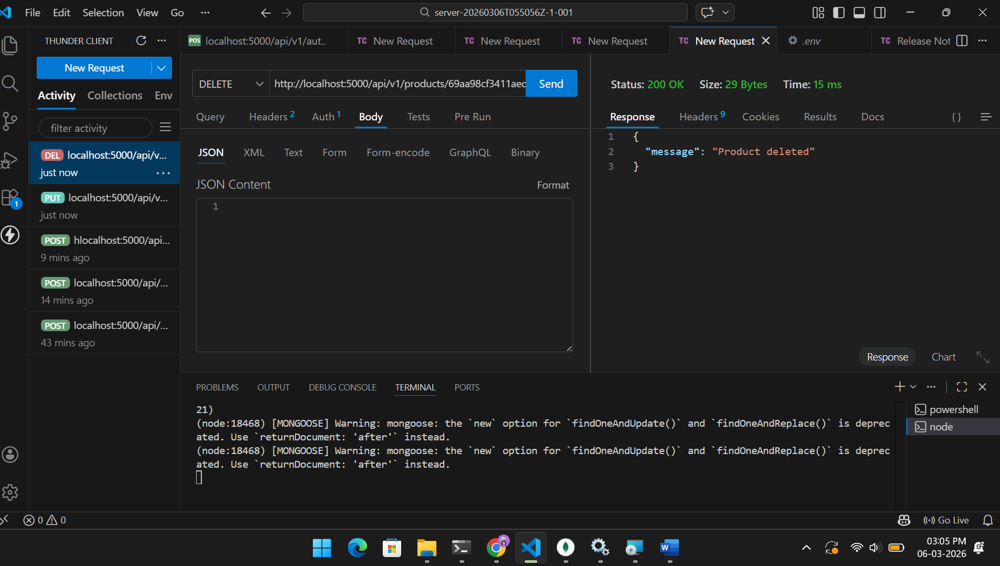 File Edit Selection View Go ···
server-20260306T055056Z-1-001
THUNDER CLIENT
New Request
Activity Collections Env
filter activity
DEL localhost:5000/api/v...
just now
PUT localhost:5000/api/v...
just now
POST hlocalhost:5000/api...
9 mins ago
POST localhost:5000/api/...
14 mins ago
POST localhost:5000/api/...
43 mins ago
POS localhost:5000/api/v1/aut..
TC New Request
TC New Request
TC New Request
TC New Request
.env
TC Release Not
DELETE
http://localhost:5000/api/v1/products/69aa98cf3411aec
Send
Query Headers 2 Auth 1 Body Tests Pre Run
JSON XML Text Form Form-encode GraphQL Binary
JSON Content
Format
1
Status: 200 OK Size: 29 Bytes Time: 15 ms
Response Headers 9 Cookies Results Docs { }
1 {
2 "message": "Product deleted"
3 }
Response Chart
PROBLEMS OUTPUT DEBUG CONSOLE TERMINAL PORTS
21)
(node:18468) [MONGOOSE] Warning: mongoose: the `new` option for `findOneAndUpdate()` and `findOneAndReplace()` is deprec
ated. Use `returnDocument: 'after'` instead.
(node:18468) [MONGOOSE] Warning: mongoose: the `new` option for `findOneAndUpdate()` and `findOneAndReplace()` is deprec
ated. Use `returnDocument: 'after'` instead.
powershell
node
1
0 0
Go Live
W
03:05 PM
06-03-2026